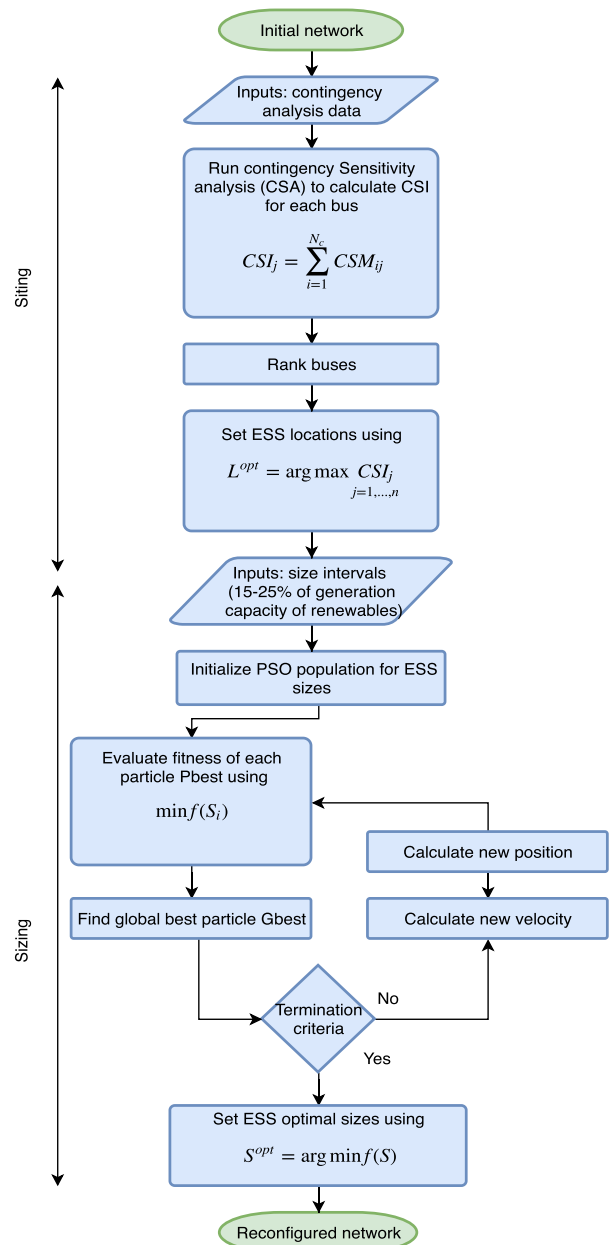 Initial network
Inputs: contingency
analysis data
Run contingency Sensitivity
analysis (CSA) to calculate CSI
for each bus
CSI_j = \sum_{i=1}^{N_c} CSM_{ij}
Siting
Rank buses
Set ESS locations using
L^{opt} = arg max CSI_j
j=1,...,n
Inputs: size intervals
(15-25% of generation
capacity of renewables)
Initialize PSO population for ESS
sizes
Evaluate fitness of each
particle Pbest using
min f(S_i)
Calculate new position
Find global best particle Gbest
Calculate new velocity
Sizing
Termination
criteria
No
Yes
Set ESS optimal sizes using
S^{opt} = arg min f(S)
Reconfigured network